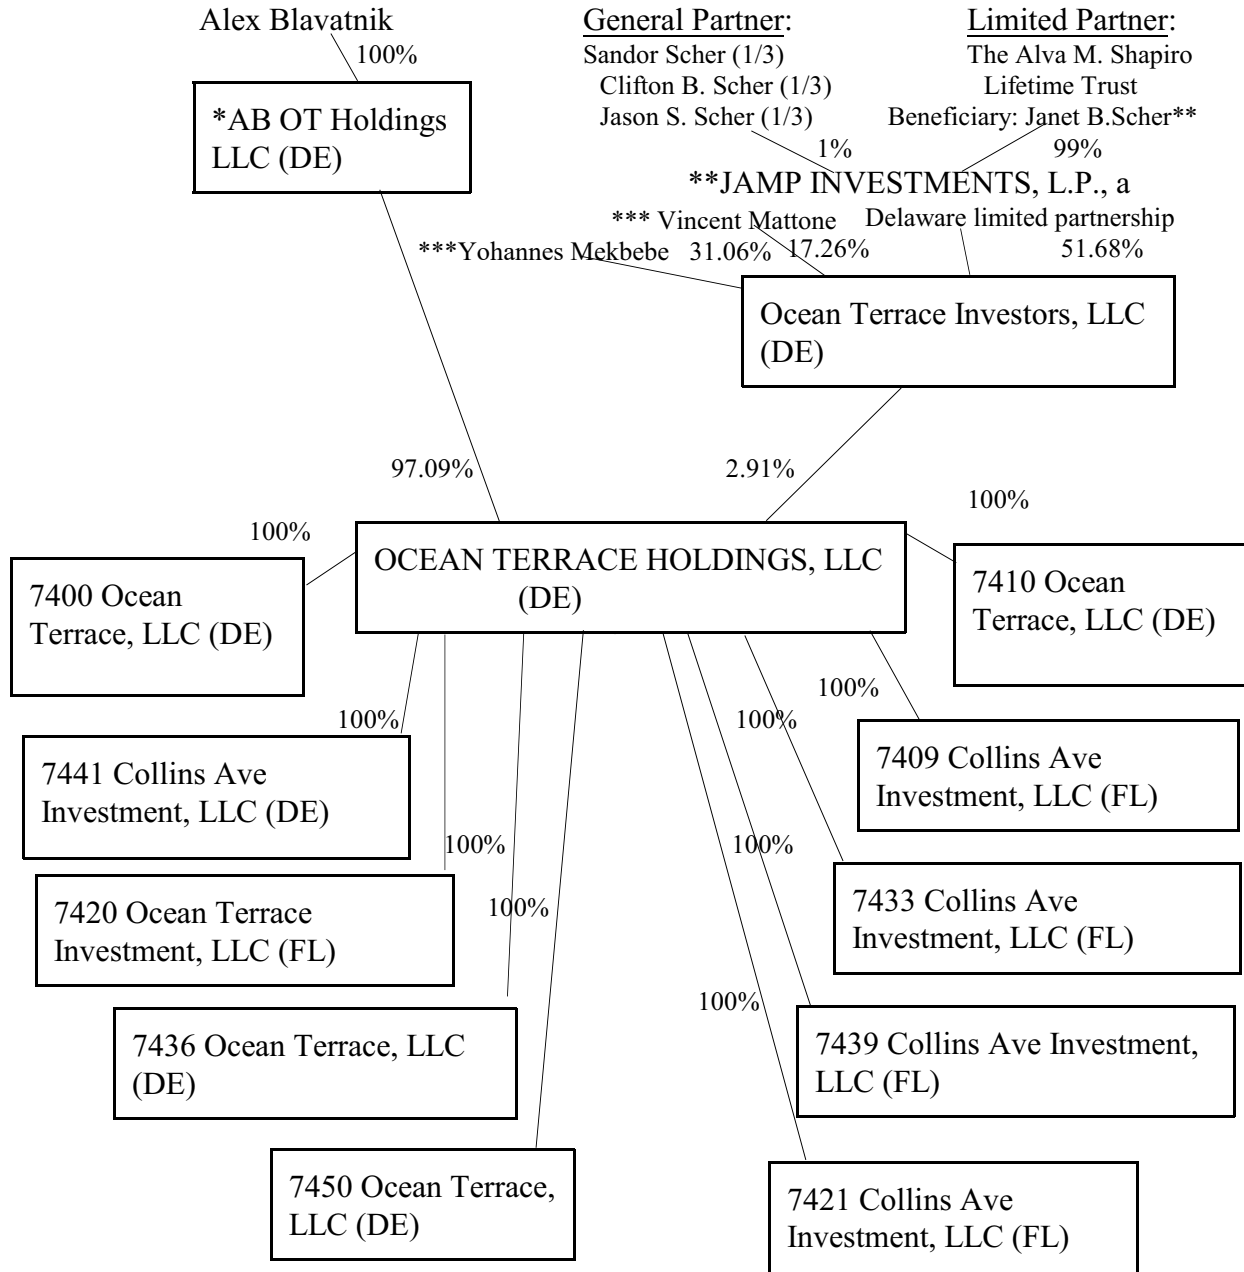 Alex Blavatnik
100%
*AB OT Holdings
LLC (DE)
General Partner:
Sandor Scher (1/3)
Clifton B. Scher (1/3)
Jason S. Scher (1/3)
1%
Limited Partner:
The Alva M. Shapiro
Lifetime Trust
Beneficiary: Janet B.Scher**
99%
**JAMP INVESTMENTS, L.P., a
Delaware limited partnership
*** Vincent Mattone
***Yohannes Mekbebe
31.06%
17.26%
51.68%
Ocean Terrace Investors, LLC
(DE)
97.09%
2.91%
OCEAN TERRACE HOLDINGS, LLC
(DE)
100%
7400 Ocean
Terrace, LLC (DE)
100%
7410 Ocean
Terrace, LLC (DE)
100%
7441 Collins Ave
Investment, LLC (DE)
100%
7409 Collins Ave
Investment, LLC (FL)
100%
7420 Ocean Terrace
Investment, LLC (FL)
100%
7433 Collins Ave
Investment, LLC (FL)
100%
7436 Ocean Terrace, LLC
(DE)
100%
7439 Collins Ave Investment,
LLC (FL)
7450 Ocean Terrace,
LLC (DE)
100%
7421 Collins Ave
Investment, LLC (FL)